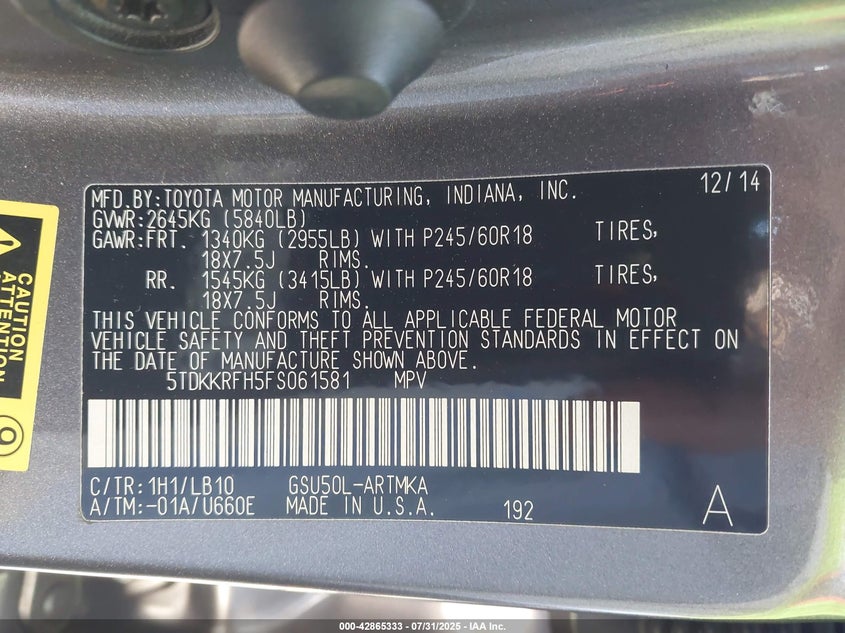 MFD.BY:TOYOTA MOTOR MANUFACTURING, INDIANA, INC. 12/14
GVWR:2645KG (5840LB)
GAWR:FRT. 1340KG (2955LB) WITH P245/60R18 TIRES,
18X7.5J RIMS.
RR. 1545KG (3415LB) WITH P245/60R18 TIRES,
18X7.5J RIMS.
THIS VEHICLE CONFORMS TO ALL APPLICABLE FEDERAL MOTOR
VEHICLE SAFETY AND THEFT PREVENTION STANDARDS IN EFFECT ON
THE DATE OF MANUFACTURE SHOWN ABOVE.
5TDKKRFH5FS061581 MPV
C/TR:1H1/LB10 GSU50L-ARTMKA
A/TM:-01A/U660E MADE IN U.S.A. 192 A
CAUTION
ATTENTION
000-42865333 - 07/31/2025 - IAA Inc.